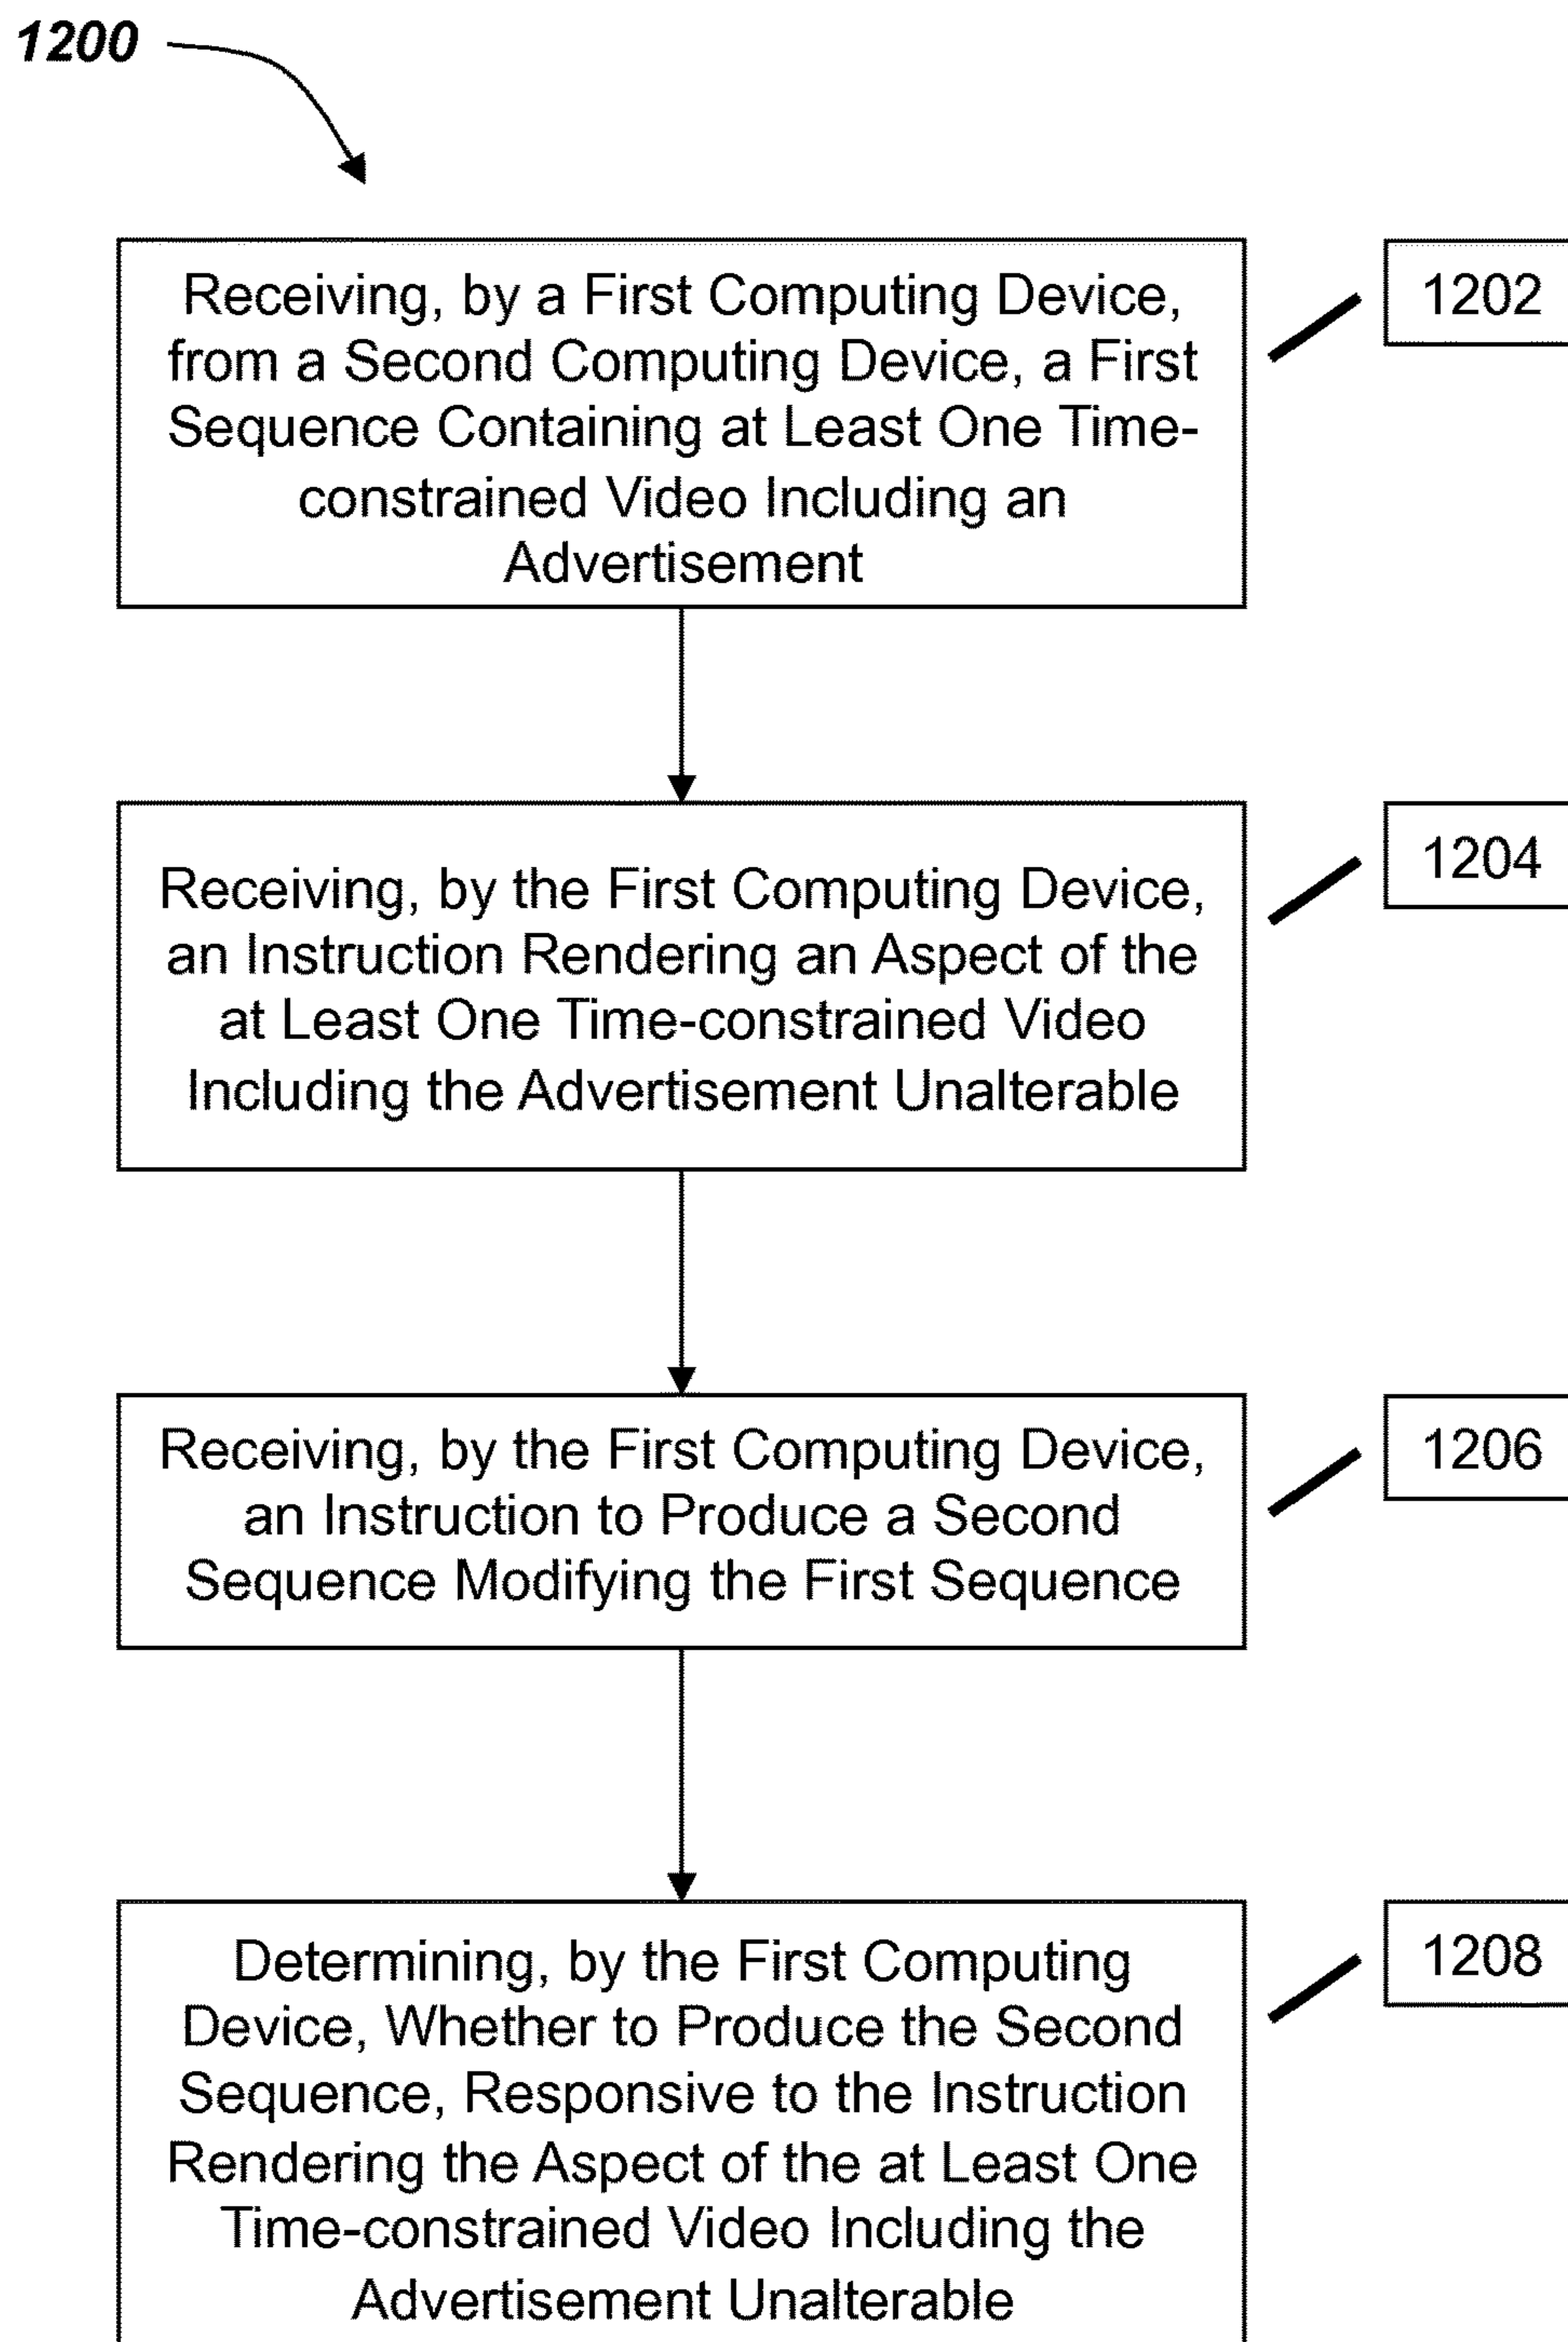 1200
Receiving, by a First Computing Device,
from a Second Computing Device, a First
Sequence Containing at Least One Time-
constrained Video Including an
Advertisement
1202
Receiving, by the First Computing Device,
an Instruction Rendering an Aspect of the
at Least One Time-constrained Video
Including the Advertisement Unalterable
1204
Receiving, by the First Computing Device,
an Instruction to Produce a Second
Sequence Modifying the First Sequence
1206
Determining, by the First Computing
Device, Whether to Produce the Second
Sequence, Responsive to the Instruction
Rendering the Aspect of the at Least One
Time-constrained Video Including the
Advertisement Unalterable
1208